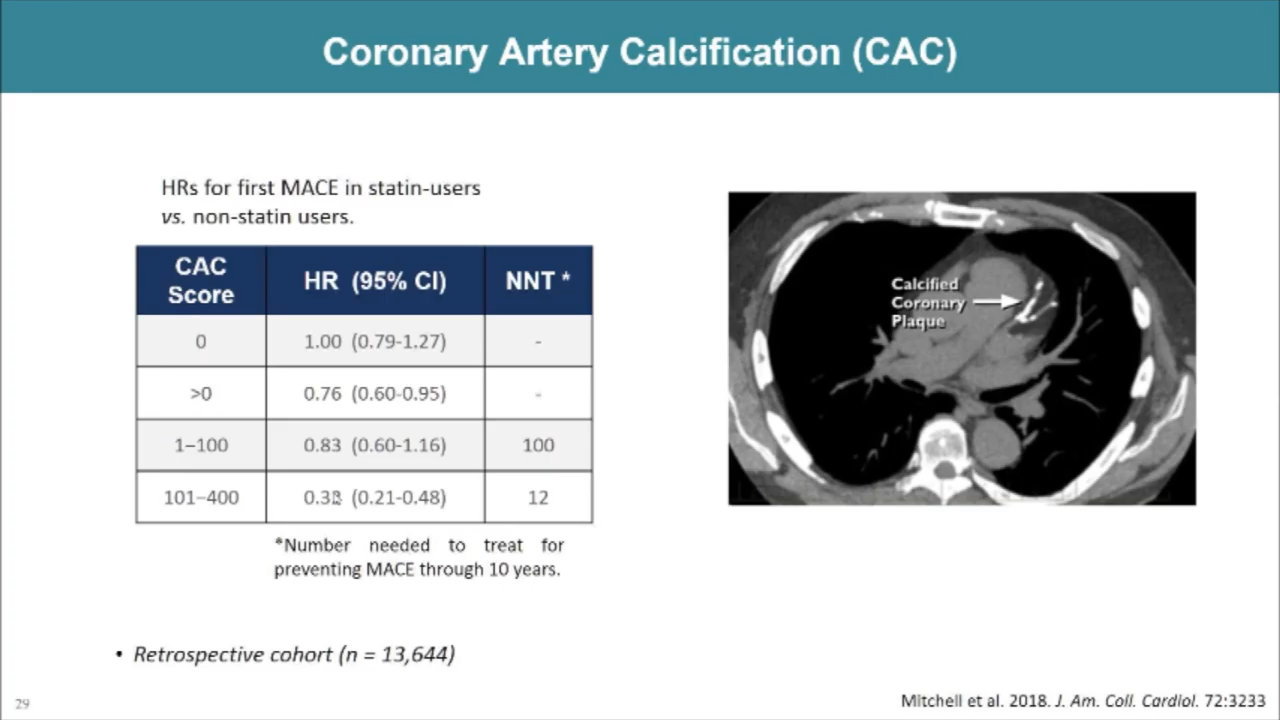 Coronary Artery Calcification (CAC)
HRs for first MACE in statin-users
vs. non-statin users.
CAC Score HR (95% CI) NNT *
0 1.00 (0.79-1.27) -
>0 0.76 (0.60-0.95) -
1–100 0.83 (0.60-1.16) 100
101–400 (0.21-0.48) 12
*Number needed to treat for
preventing MACE through 10 years.
Calcified
Coronary
Plaque
• Retrospective cohort (n = 13,644)
29
Mitchell et al. 2018. J. Am. Coll. Cardiol. 72:3233